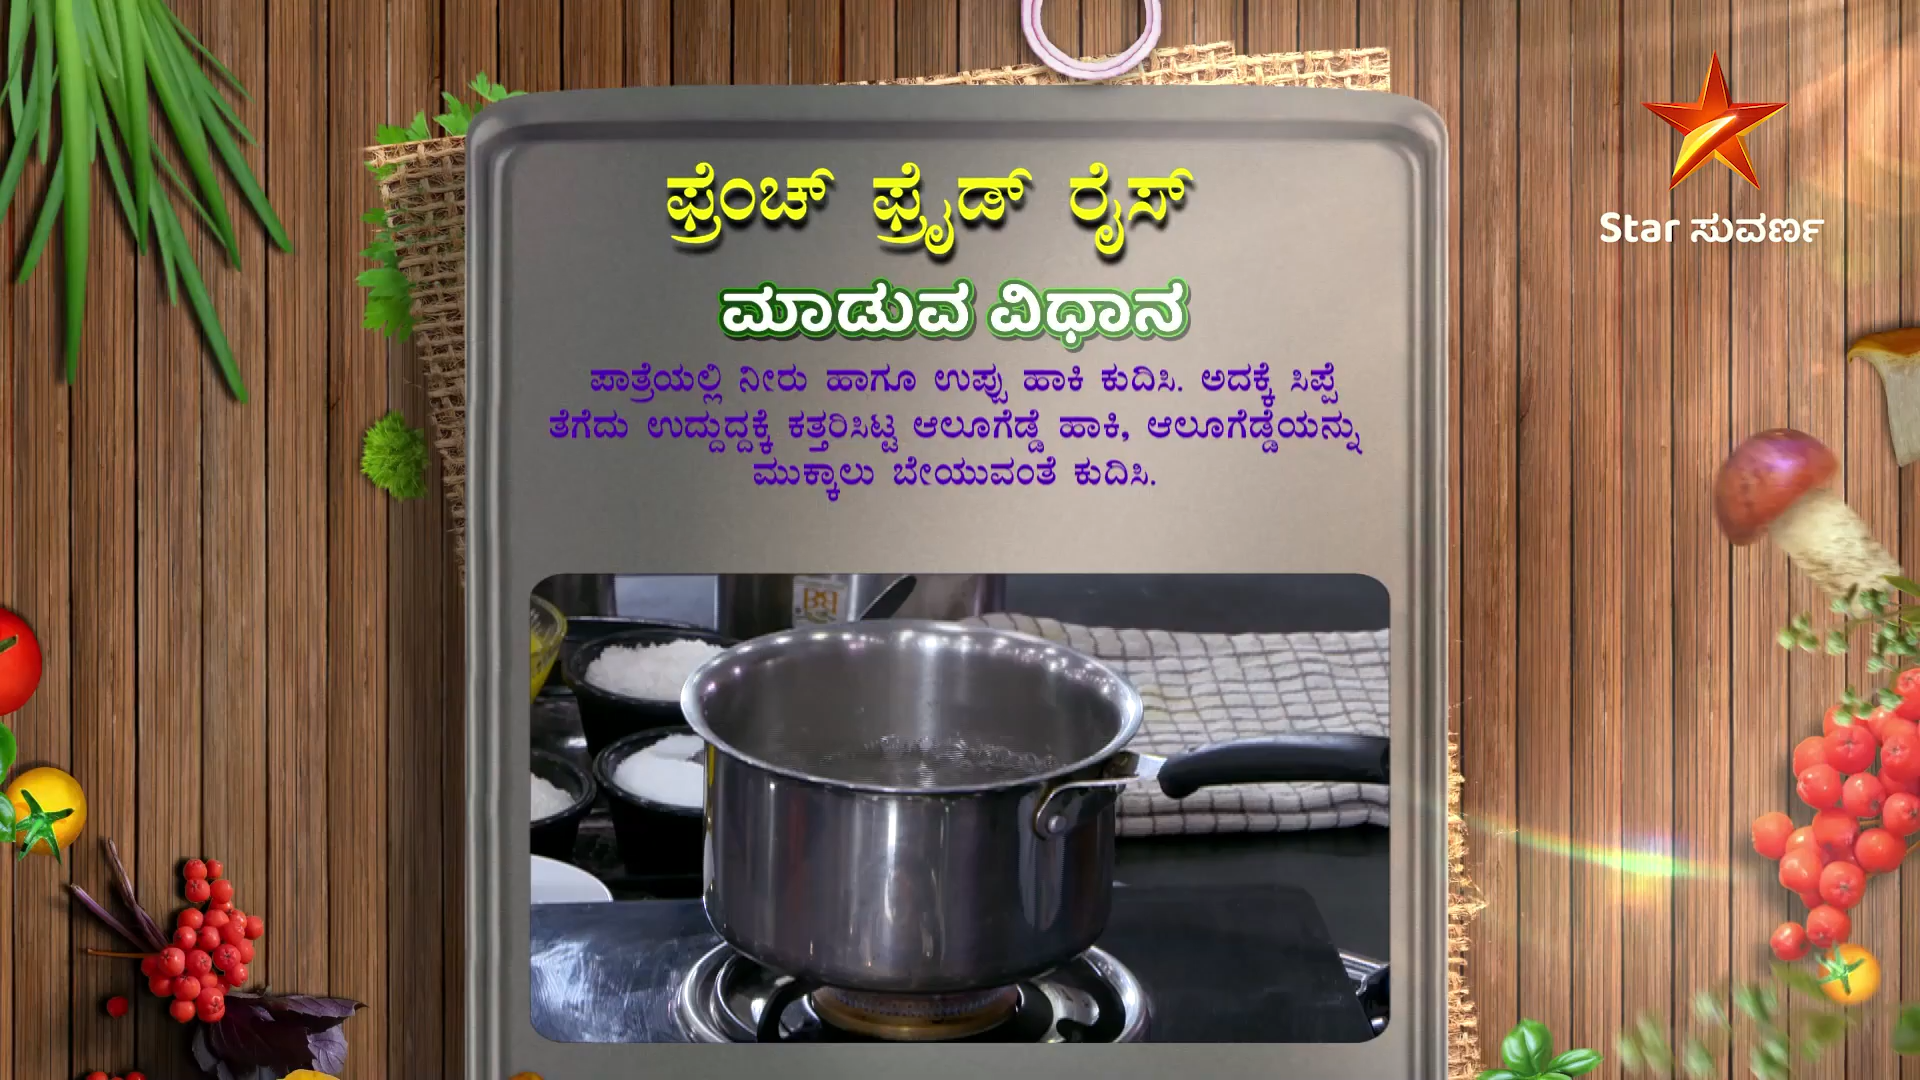 ಫ್ರೆಂಚ್ ಫ್ರೈಡ್ ರೈಸ್
Star ಸುವರ್ಣ
ಮಾಡುವ ವಿಧಾನ
ಪಾತ್ರೆಯಲ್ಲಿ ನೀರು ಹಾಗೂ ಉಪ್ಪು ಹಾಕಿ ಕುದಿಸಿ. ಅದಕ್ಕೆ ಸಿಪ್ಪೆ
ತೆಗೆದು ಉದ್ದುದ್ದಕ್ಕೆ ಕತ್ತರಿಸಿಟ್ಟ ಆಲೂಗೆಡ್ಡೆ ಹಾಕಿ, ಆಲೂಗೆಡ್ಡೆಯನ್ನು
ಮುಕ್ಕಾಲು ಬೇಯುವಂತೆ ಕುದಿಸಿ.